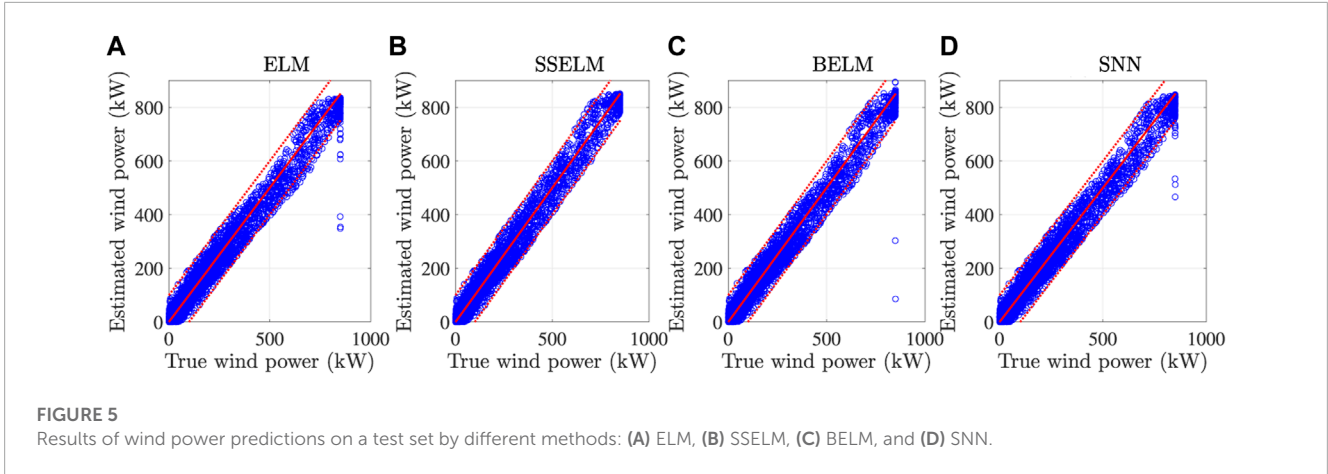 A
ELM
Estimated wind power (kW)
800
600
400
200
0
0
500
1000
True wind power (kW)
B
SSELM
Estimated wind power (kW)
800
600
400
200
0
0
500
1000
True wind power (kW)
C
BELM
Estimated wind power (kW)
800
600
400
200
0
0
500
1000
True wind power (kW)
D
SNN
Estimated wind power (kW)
800
600
400
200
0
0
500
1000
True wind power (kW)
FIGURE 5
Results of wind power predictions on a test set by different methods: (A) ELM, (B) SSELM, (C) BELM, and (D) SNN.